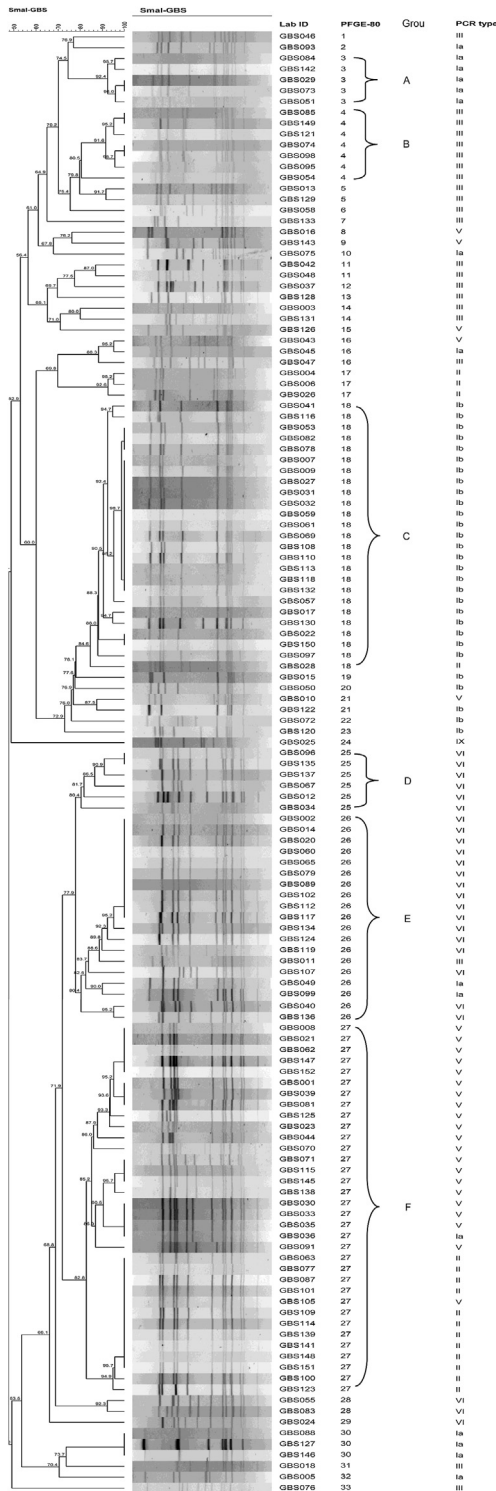 SmaI-GBS SmaI-GBS
Lab ID PFGE-80 Grou PCR type
GBS046 1 III
GBS093 2 Ia
GBS084 3 Ia
GBS142 3 Ia
GBS029 3 A Ia
GBS073 3 Ia
GBS051 3 Ia
GBS085 4 III
GBS149 4 III
GBS121 4 III
GBS074 4 B III
GBS098 4 III
GBS095 4 III
GBS054 4 III
GBS013 5 III
GBS129 5 III
GBS058 6 III
GBS133 7 III
GBS016 8 V
GBS143 9 V
GBS075 10 Ia
GBS042 11 III
GBS048 11 III
GBS037 12 III
GBS128 13 III
GBS003 14 III
GBS131 14 III
GBS126 15 V
GBS043 16 V
GBS045 16 Ia
GBS047 16 III
GBS004 17 II
GBS006 17 II
GBS026 17 II
GBS041 18 Ib
GBS116 18 Ib
GBS053 18 Ib
GBS082 18 Ib
GBS078 18 Ib
GBS007 18 Ib
GBS009 18 Ib
GBS027 18 Ib
GBS031 18 Ib
GBS032 18 Ib
GBS059 18 Ib
GBS061 18 Ib
GBS069 18 C Ib
GBS108 18 Ib
GBS110 18 Ib
GBS113 18 Ib
GBS118 18 Ib
GBS132 18 Ib
GBS057 18 Ib
GBS017 18 Ib
GBS130 18 Ib
GBS022 18 Ib
GBS150 18 Ib
GBS097 18 Ib
GBS028 18 II
GBS015 19 Ib
GBS050 20 Ib
GBS010 21 V
GBS122 21 Ib
GBS072 22 Ib
GBS120 23 Ib
GBS025 24 IX
GBS096 25 VI
GBS135 25 VI
GBS137 25 VI
GBS067 25 D VI
GBS012 25 VI
GBS034 25 VI
GBS002 26 VI
GBS014 26 VI
GBS020 26 VI
GBS060 26 VI
GBS065 26 VI
GBS079 26 VI
GBS089 26 VI
GBS102 26 VI
GBS112 26 VI
GBS117 26 E VI
GBS134 26 VI
GBS124 26 VI
GBS119 26 VI
GBS011 26 III
GBS107 26 VI
GBS049 26 Ia
GBS099 26 Ia
GBS040 26 VI
GBS136 26 VI
GBS008 27 V
GBS021 27 V
GBS062 27 V
GBS147 27 V
GBS152 27 V
GBS001 27 V
GBS039 27 V
GBS081 27 V
GBS125 27 V
GBS023 27 V
GBS044 27 V
GBS070 27 V
GBS071 27 V
GBS115 27 V
GBS145 27 V
GBS138 27 V
GBS030 27 F V
GBS033 27 V
GBS035 27 V
GBS036 27 Ia
GBS091 27 V
GBS063 27 II
GBS077 27 II
GBS087 27 II
GBS101 27 II
GBS105 27 V
GBS109 27 II
GBS114 27 II
GBS139 27 II
GBS141 27 II
GBS148 27 II
GBS151 27 II
GBS100 27 II
GBS123 27 II
GBS055 28 VI
GBS083 28 VI
GBS024 29 VI
GBS088 30 Ia
GBS127 30 Ia
GBS146 30 Ia
GBS018 31 III
GBS005 32 Ia
GBS076 33 III